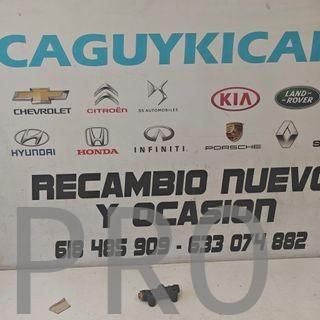 CAGUYKICAR
CHEVROLET CITROËN DS AUTOMOBILES KIA LAND ROVER
HYUNDAI HONDA INFINITI PORSCHE RENAULT S
RECAMBIO NUEVO
Y OCASION
618 485 909 - 633 074 882
PRO